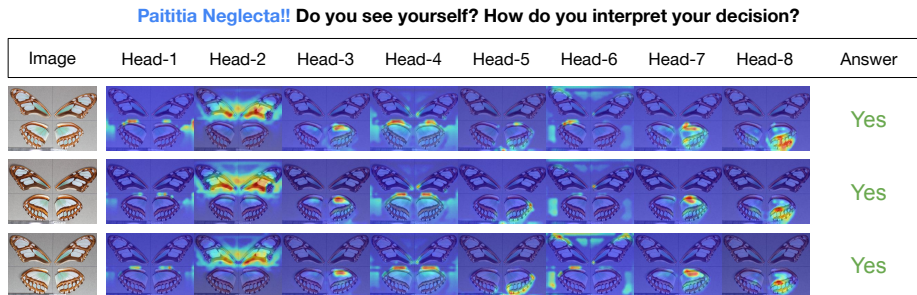 Paititia Neglecta!! Do you see yourself? How do you interpret your decision?
Image Head-1 Head-2 Head-3 Head-4 Head-5 Head-6 Head-7 Head-8 Answer
Yes
Yes
Yes